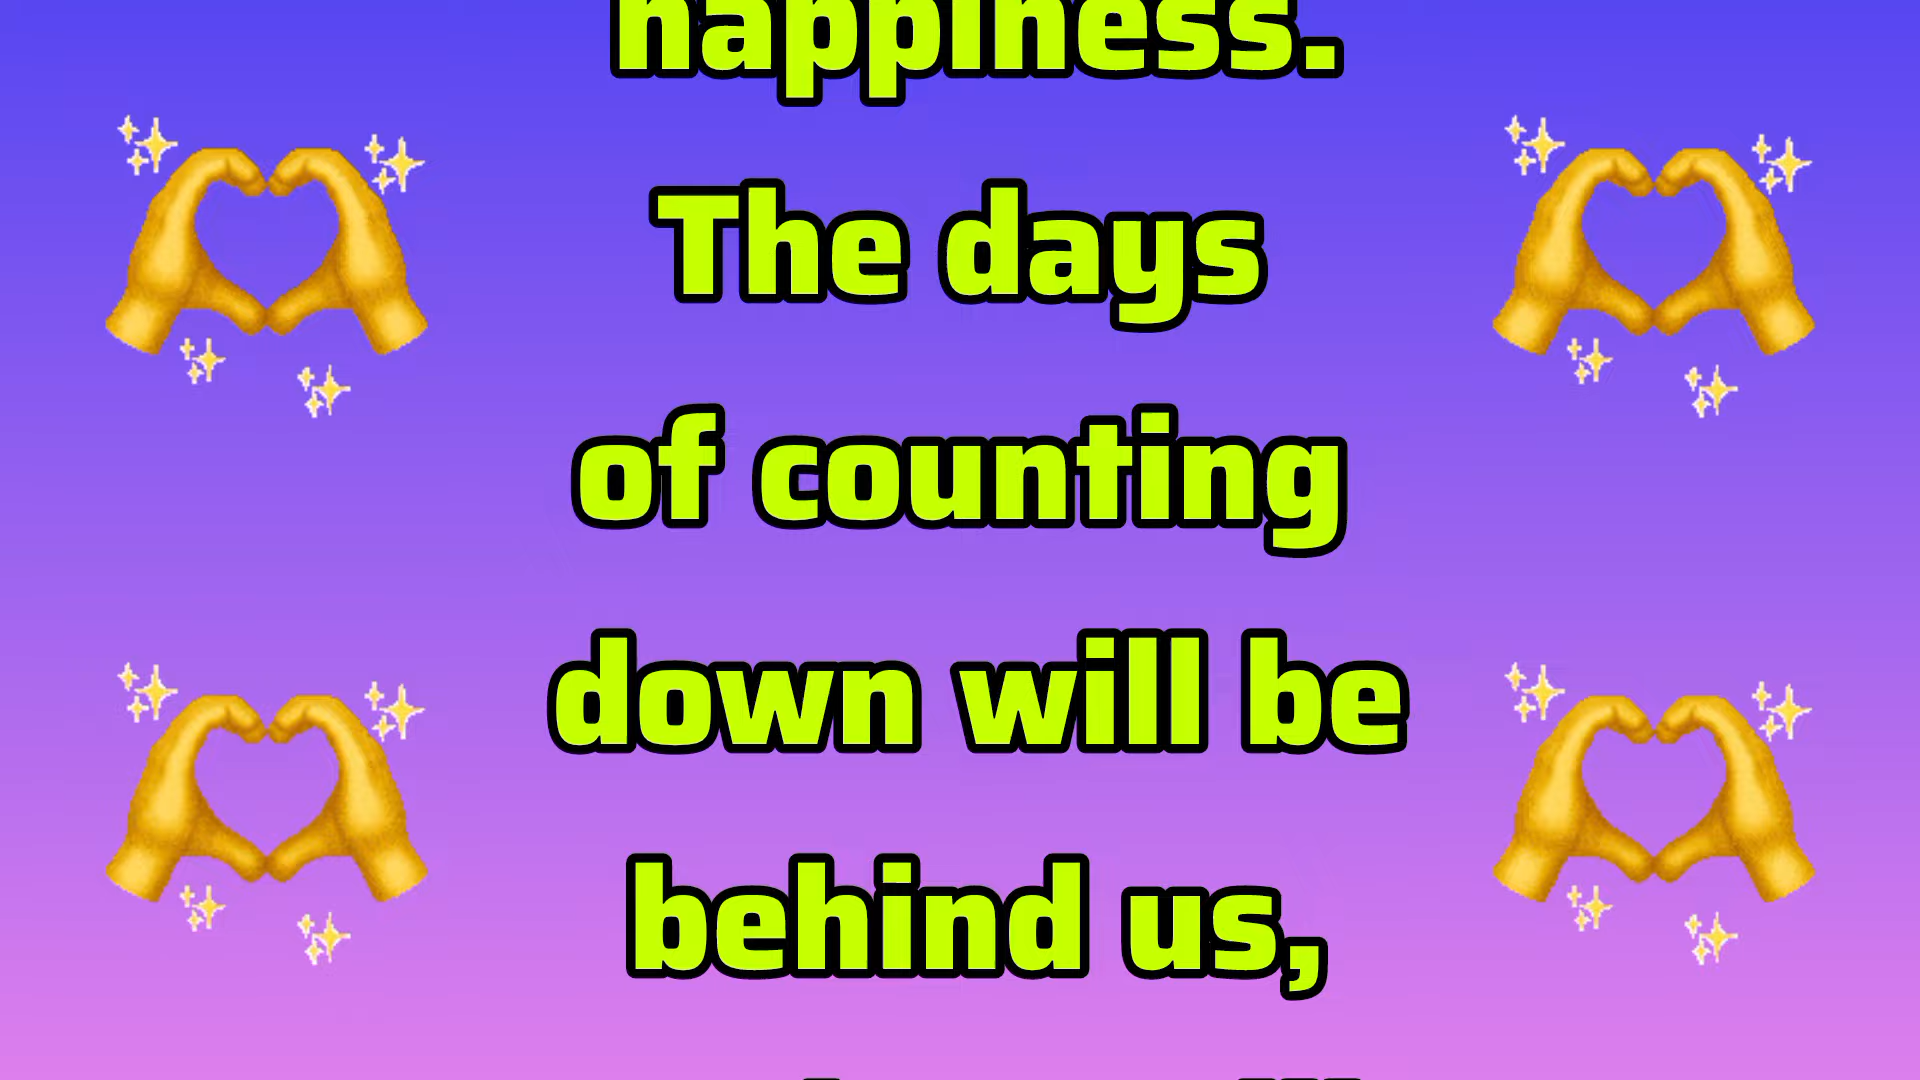 happiness.
The days
of counting
down will be
behind us,